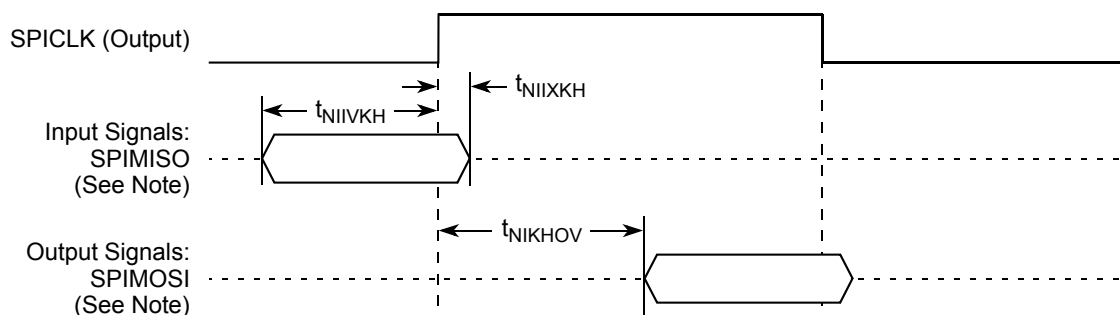 SPICLK (Output)
tNIIXKH
tNIIVKH
Input Signals:
SPIMISO
(See Note)
tNIKHOV
Output Signals:
SPIMOSI
(See Note)